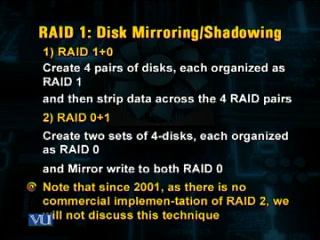 RAID 1: Disk Mirroring/Shadowing
1) RAID 1+0
Create 4 pairs of disks, each organized as
RAID 1
and then strip data across the 4 RAID pairs
2) RAID 0+1
Create two sets of 4-disks, each organized
as RAID 0
and Mirror write to both RAID 0
Note that since 2001, as there is no
commercial implemen-tation of RAID 2, we
will not discuss this technique
VU